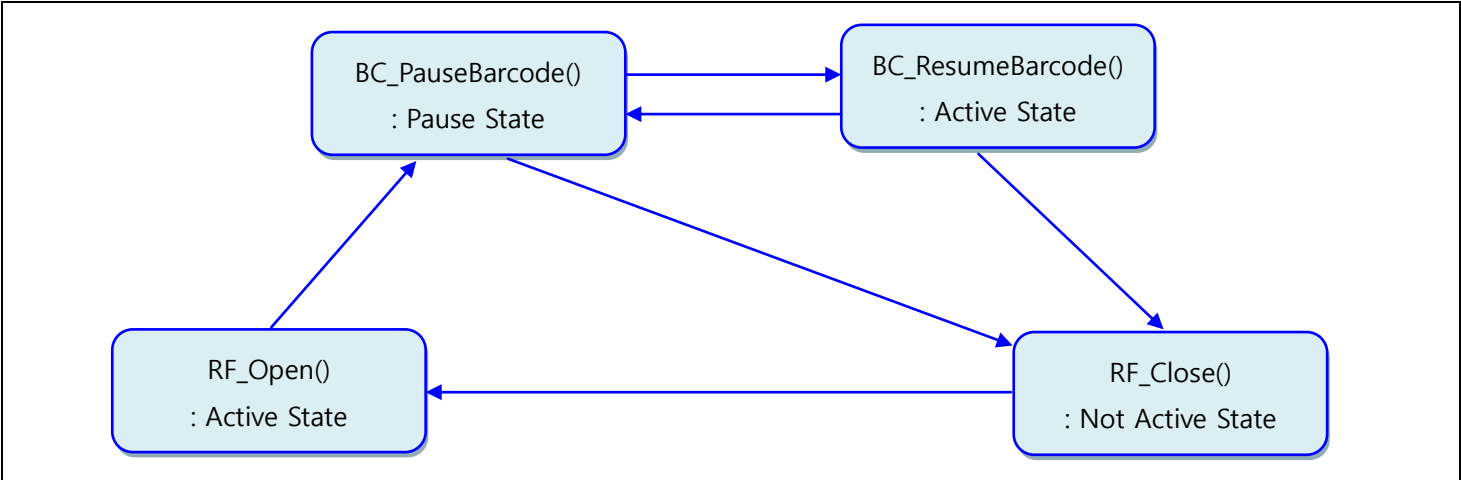 BC_PauseBarcode()
: Pause State
BC_ResumeBarcode()
: Active State
RF_Open()
: Active State
RF_Close()
: Not Active State